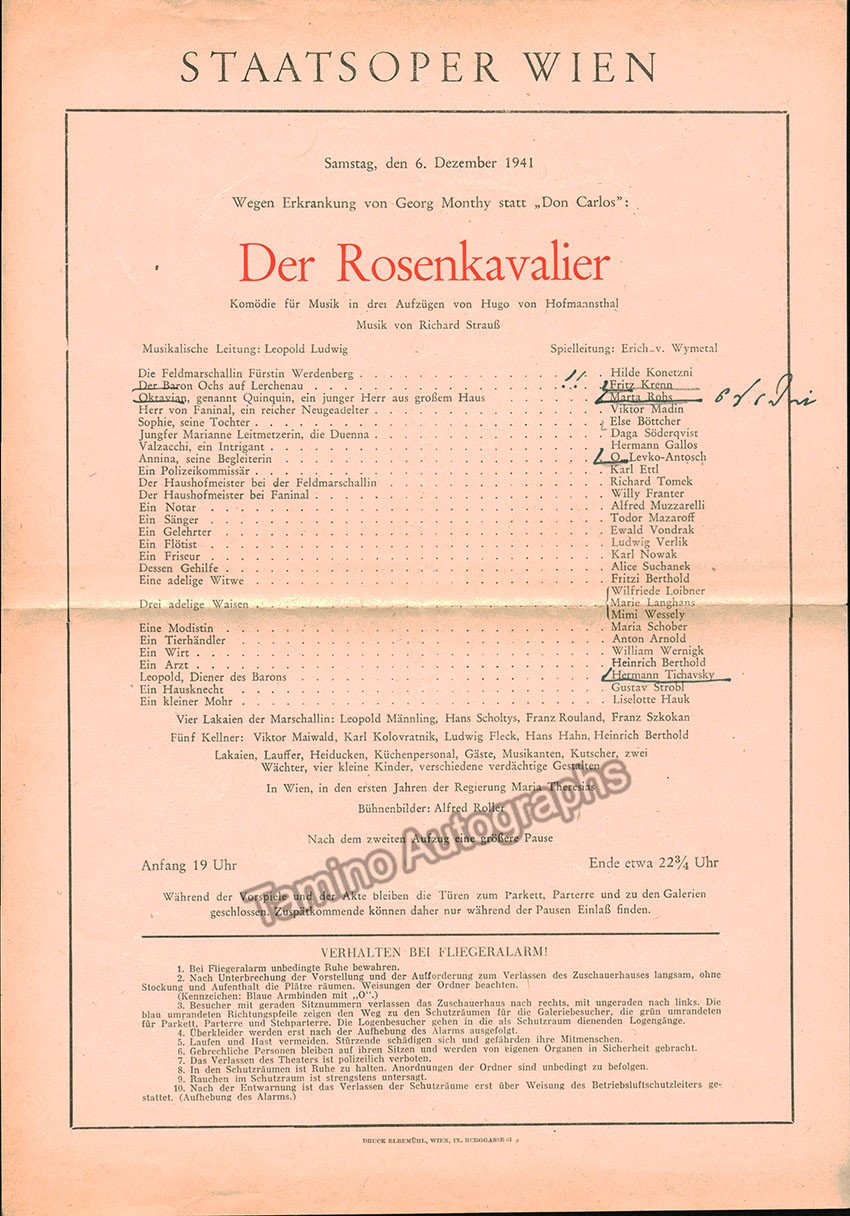 STAATSOPER WIEN
Samstag, den 6. Dezember 1941
Wegen Erkrankung von Georg Monthy statt „Don Carlos":
Der Rosenkavalier
Komödie für Musik in drei Aufzügen von Hugo von Hofmannsthal
Musik von Richard Strauß
Musikalische Leitung: Leopold Ludwig Spielleitung: Erich v. Wymetal
Die Feldmarschallin Fürstin Werdenberg Hilde Konetzni
Der Baron Ochs auf Lerchenau !! Fritz Krenn
Oktavian, genannt Quinquin, ein junger Herr aus großem Haus Marta Rohs
Herr von Faninal, ein reicher Neugeadelter Viktor Madin
Sophie, seine Tochter Else Böttcher
Jungfer Marianne Leitmetzerin, die Duenna Daga Söderqvist
Valzacchi, ein Intrigant Hermann Gallos
Annina, seine Begleiterin O. Levko-Antosch
Ein Polizeikommissär Karl Ettl
Der Haushofmeister bei der Feldmarschallin Richard Tomek
Der Haushofmeister bei Faninal Willy Franter
Ein Notar Alfred Muzzarelli
Ein Sänger Todor Mazaroff
Ein Gelehrter Ewald Vondrak
Ein Flötist Ludwig Verlik
Ein Friseur Karl Nowak
Dessen Gehilfe Alice Suchanek
Eine adelige Witwe Fritzi Berthold
Wilfriede Loibner
Drei adelige Waisen Marie Langhans
Mimi Wessely
Eine Modistin Maria Schober
Ein Tierhändler Anton Arnold
Ein Wirt William Wernigk
Ein Arzt Heinrich Berthold
Leopold, Diener des Barons Hermann Tichavsky
Ein Hausknecht Gustav Strobl
Ein kleiner Mohr Liselotte Hauk
Vier Lakaien der Marschallin: Leopold Männling, Hans Scholtys, Franz Rouland, Franz Szkokan
Fünf Kellner: Viktor Maiwald, Karl Kolovratnik, Ludwig Fleck, Hans Hahn, Heinrich Berthold
Lakaien, Lauffer, Heiducken, Küchenpersonal, Gäste, Musikanten, Kutscher, zwei
Wächter, vier kleine Kinder, verschiedene verdächtige Gestalten
In Wien, in den ersten Jahren der Regierung Maria Theresias
Bühnenbilder: Alfred Roller
Tamino Autographs
Nach dem zweiten Aufzug eine größere Pause
Anfang 19 Uhr Ende etwa 22¾ Uhr
Während der Vorspiele und der Akte bleiben die Türen zum Parkett, Parterre und zu den Galerien
geschlossen. Zuspätkommende können daher nur während der Pausen Einlaß finden.
VERHALTEN BEI FLIEGERALARM!
1. Bei Fliegeralarm unbedingte Ruhe bewahren.
2. Nach Unterbrechung der Vorstellung und der Aufforderung zum Verlassen des Zuschauerhauses langsam, ohne
Stockung und Aufenthalt die Plätze räumen. Weisungen der Ordner beachten.
(Kennzeichen: Blaue Armbinden mit „O".)
3. Besucher mit geraden Sitznummern verlassen das Zuschauerhaus nach rechts, mit ungeraden nach links. Die
blau umrandeten Richtungspfeile zeigen den Weg zu den Schutzräumen für die Galeriebesucher, die grün umrandeten
für Parkett, Parterre und Stehparterre. Die Logenbesucher gehen in die als Schutzraum dienenden Logengänge.
4. Überkleider werden erst nach der Aufhebung des Alarms ausgefolgt.
5. Laufen und Hast vermeiden. Stürzende schädigen sich und gefährden ihre Mitmenschen.
6. Gebrechliche Personen bleiben auf ihren Sitzen und werden von eigenen Organen in Sicherheit gebracht.
7. Das Verlassen des Theaters ist polizeilich verboten.
8. In den Schutzräumen ist Ruhe zu halten. Anordnungen der Ordner sind unbedingt zu befolgen.
9. Rauchen im Schutzraum ist strengstens untersagt.
10. Nach der Entwarnung ist das Verlassen der Schutzräume erst über Weisung des Betriebsluftschutzleiters ge-
stattet. (Aufhebung des Alarms.)
DRUCK ELBEMÜHL, WIEN, IX. BERGGASSE 31